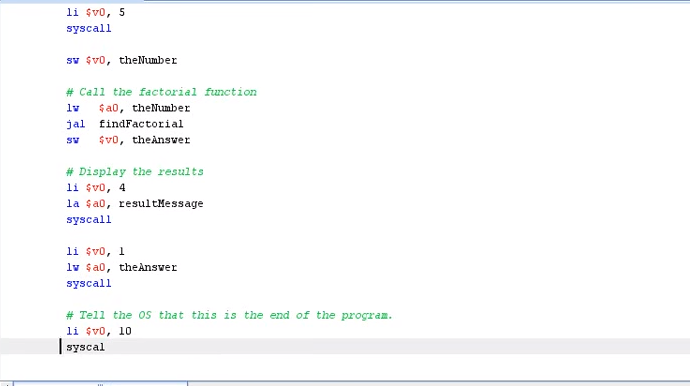 li $v0, 5
syscall
sw $v0, theNumber
# Call the factorial function
lw $a0, theNumber
jal findFactorial
sw $v0, theAnswer
# Display the results
li $v0, 4
la $a0, resultMessage
syscall
li $v0, 1
lw $a0, theAnswer
syscall
# Tell the OS that this is the end of the program.
li $v0, 10
syscal